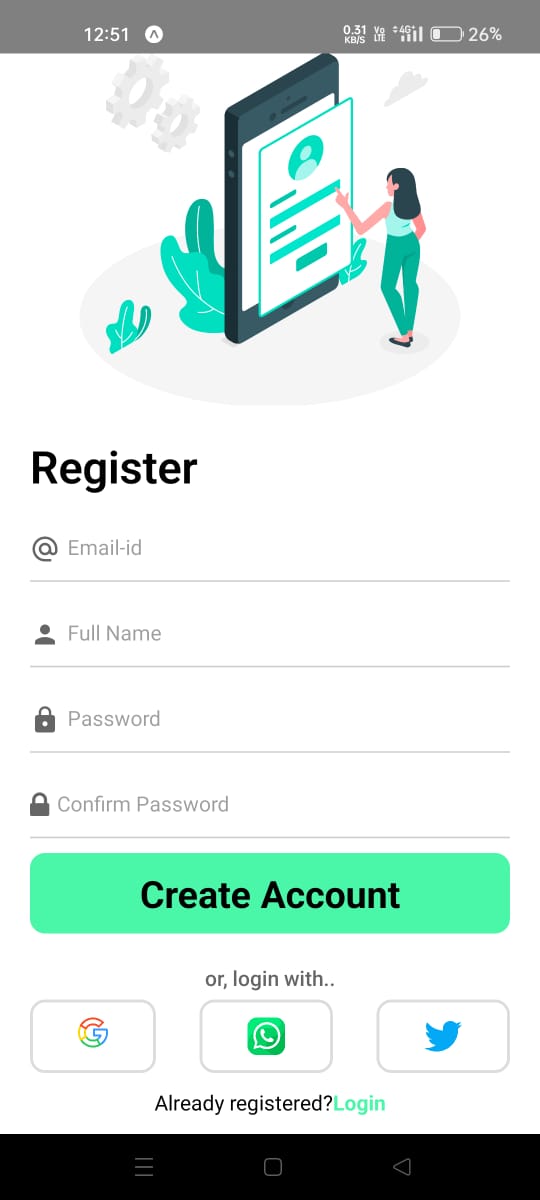 12:51 0.31 KB/S Vo LTE 4G+ 26%
Register
Email-id
Full Name
Password
Confirm Password
Create Account
or, login with..
Already registered?Login